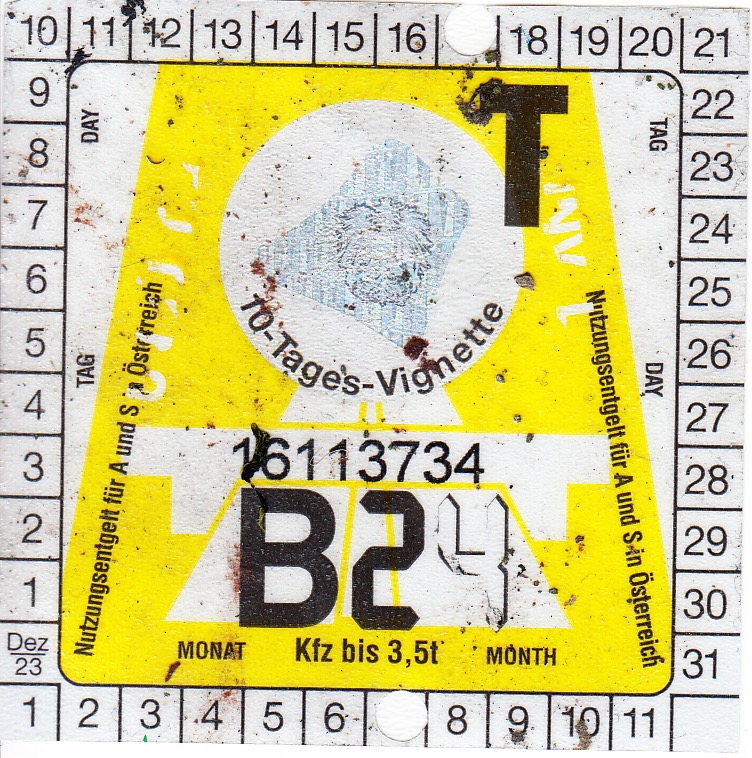 10 11 12 13 14 15 16 18 19 20 21
9 DAY T TAG 22
8 23
7 24
6 25
5 26
4 27
3 28
2 29
1 30
Dez 23 31
TAG
DAY
10-Tages-Vignette
Nutzungsentgelt für A und S in Österreich
Nutzungsentgelt für A und S in Österreich
16113734
B24
MONAT Kfz bis 3,5t MONTH
1 2 3 4 5 6 8 9 10 11